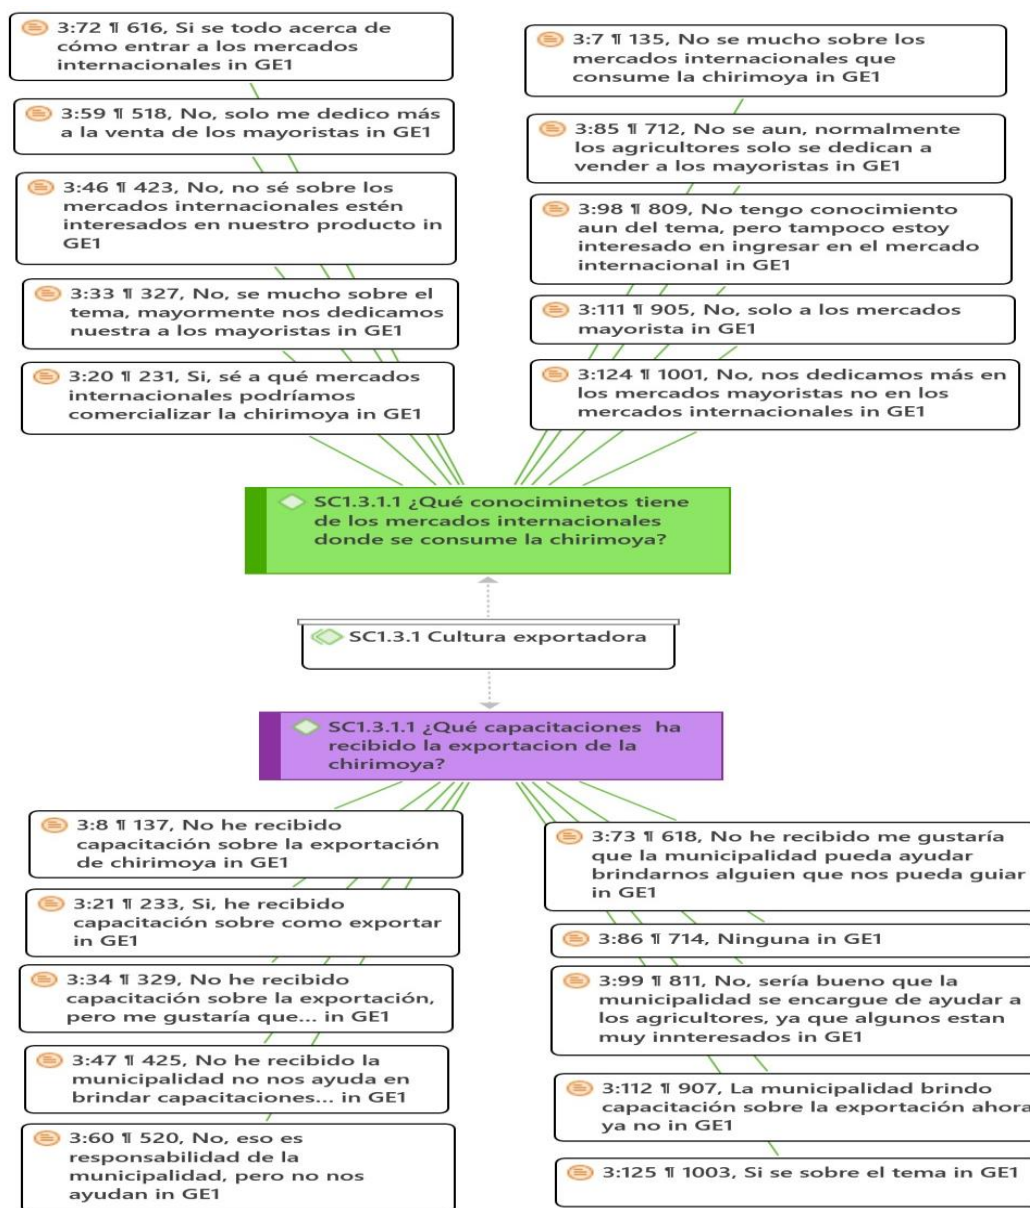 3:72 ¶ 616, Si se todo acerca de
cómo entrar a los mercados
internacionales in GE1
3:59 ¶ 518, No, solo me dedico más
a la venta de los mayoristas in GE1
3:46 ¶ 423, No, no sé sobre los
mercados internacionales estén
interesados en nuestro producto in
GE1
3:33 ¶ 327, No, se mucho sobre el
tema, mayormente nos dedicamos
nuestra a los mayoristas in GE1
3:20 ¶ 231, Si, sé a qué mercados
internacionales podríamos
comercializar la chirimoya in GE1
3:7 ¶ 135, No se mucho sobre los
mercados internacionales que
consume la chirimoya in GE1
3:85 ¶ 712, No se aun, normalmente
los agricultores solo se dedican a
vender a los mayoristas in GE1
3:98 ¶ 809, No tengo conocimiento
aun del tema, pero tampoco estoy
interesado en ingresar en el mercado
internacional in GE1
3:111 ¶ 905, No, solo a los mercados
mayorista in GE1
3:124 ¶ 1001, No, nos dedicamos más en
los mercados mayoristas no en los
mercados internacionales in GE1
SC1.3.1.1 ¿Qué conociminetos tiene
de los mercados internacionales
donde se consume la chirimoya?
SC1.3.1 Cultura exportadora
SC1.3.1.1 ¿Qué capacitaciones ha
recibido la exportacion de la
chirimoya?
3:8 ¶ 137, No he recibido
capacitación sobre la exportación
de chirimoya in GE1
3:21 ¶ 233, Si, he recibido
capacitación sobre como exportar
in GE1
3:34 ¶ 329, No he recibido
capacitación sobre la exportación,
pero me gustaría que... in GE1
3:47 ¶ 425, No he recibido la
municipalidad no nos ayuda en
brindar capacitaciones... in GE1
3:60 ¶ 520, No, eso es
responsabilidad de la
municipalidad, pero no nos
ayudan in GE1
3:73 ¶ 618, No he recibido me gustaría
que la municipalidad pueda ayudar
brindarnos alguien que nos pueda guiar
in GE1
3:86 ¶ 714, Ninguna in GE1
3:99 ¶ 811, No, sería bueno que la
municipalidad se encargue de ayudar a
los agricultores, ya que algunos estan
muy innteresados in GE1
3:112 ¶ 907, La municipalidad brindo
capacitación sobre la exportación ahora
ya no in GE1
3:125 ¶ 1003, Si se sobre el tema in GE1